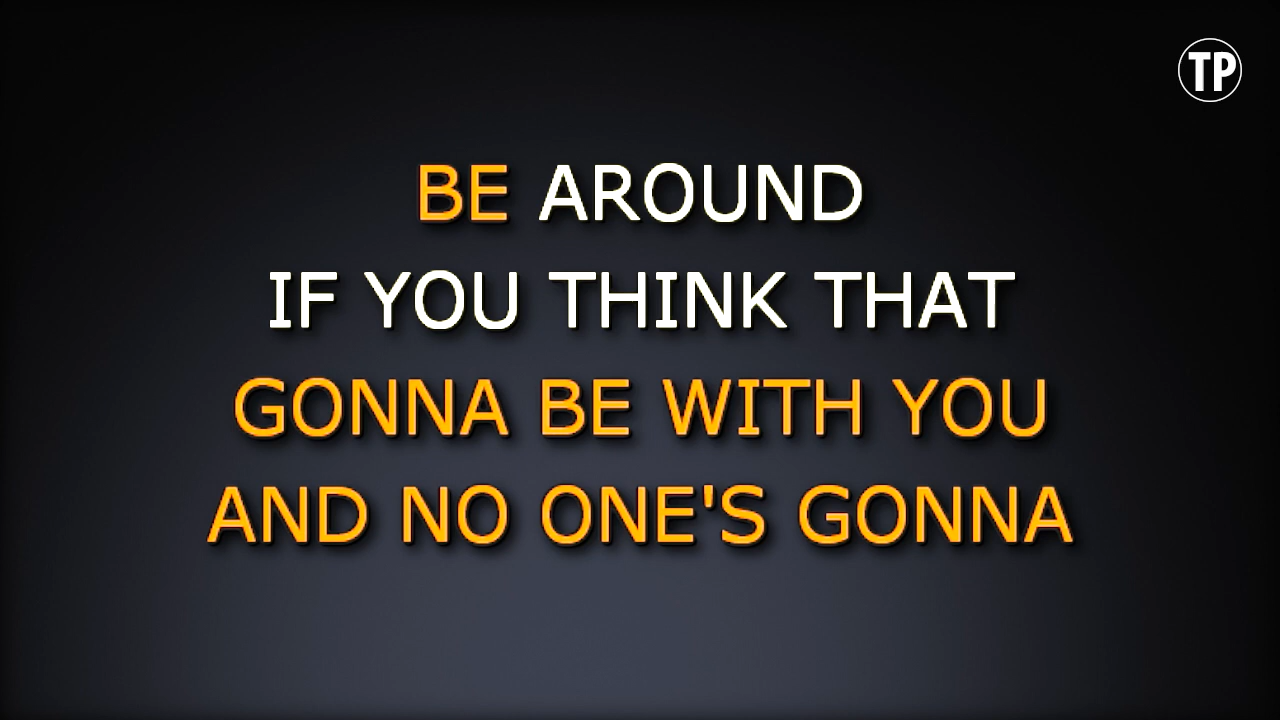 TP
BE AROUND
IF YOU THINK THAT
GONNA BE WITH YOU
AND NO ONE'S GONNA